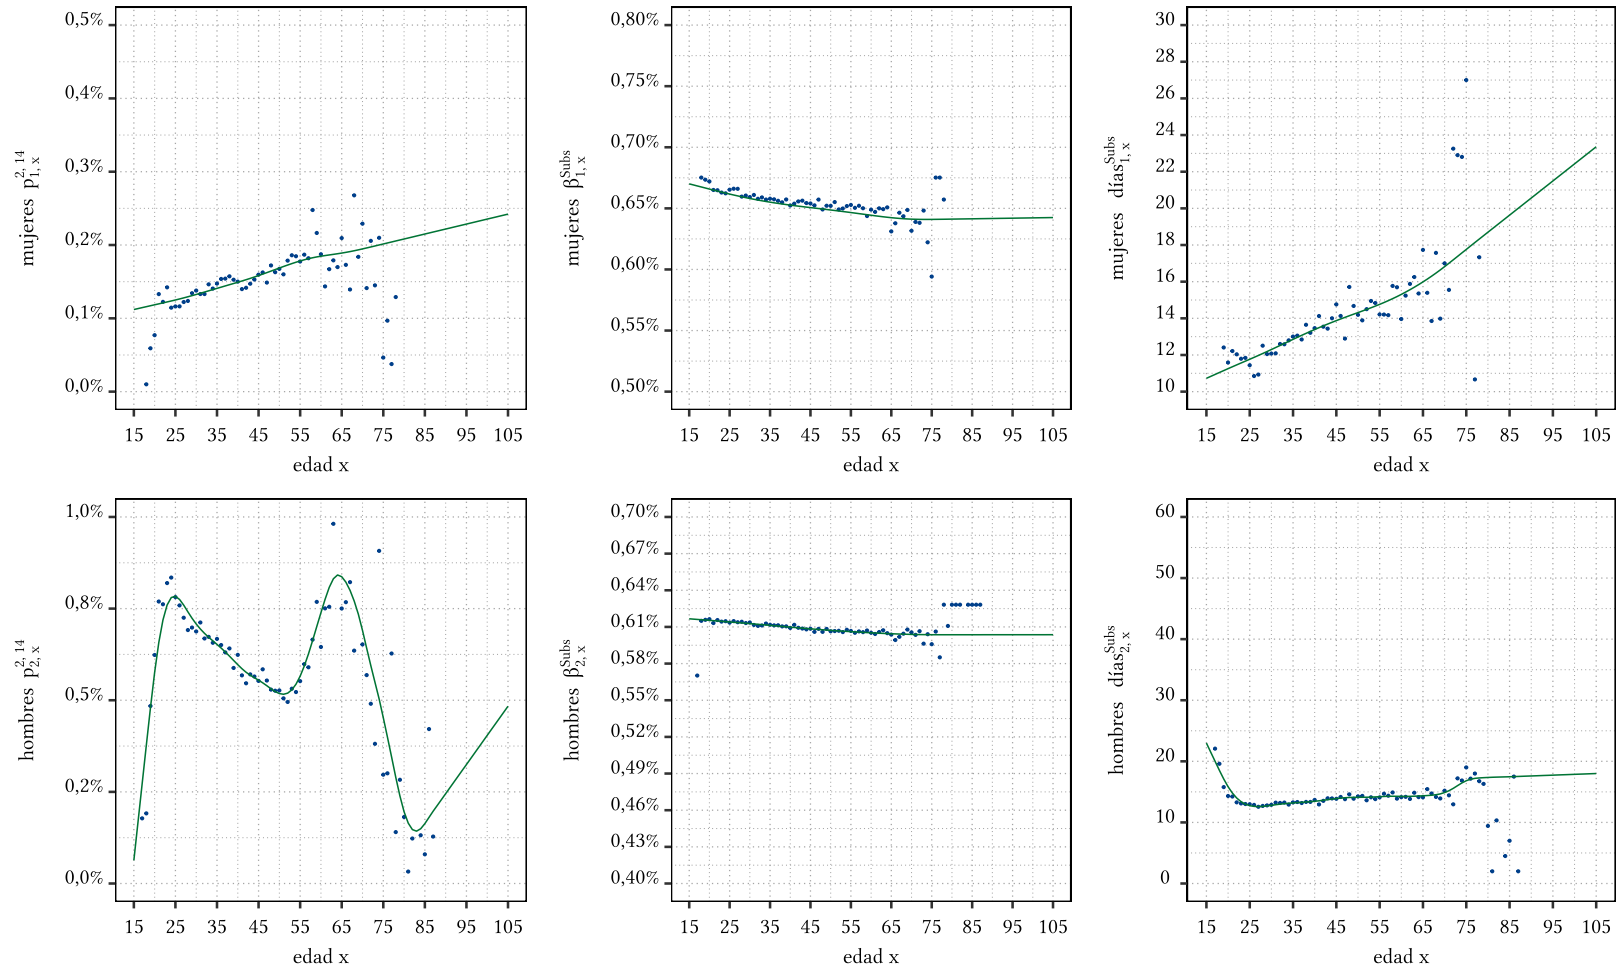 0,5%
0,4%
0,3%
0,2%
0,1%
0,0%
mujeres p 2, 14 1, x
15 25 35 45 55 65 75 85 95 105
edad x
0,80%
0,75%
0,70%
0,65%
0,60%
0,55%
0,50%
mujeres β Subs 1, x
15 25 35 45 55 65 75 85 95 105
edad x
30
28
26
24
22
20
18
16
14
12
10
mujeres días Subs 1, x
15 25 35 45 55 65 75 85 95 105
edad x
1,0%
0,8%
0,5%
0,2%
0,0%
hombres p 2, 14 2, x
15 25 35 45 55 65 75 85 95 105
edad x
0,70%
0,67%
0,64%
0,61%
0,58%
0,55%
0,52%
0,49%
0,46%
0,43%
0,40%
hombres β Subs 2, x
15 25 35 45 55 65 75 85 95 105
edad x
60
50
40
30
20
10
0
hombres días Subs 2, x
15 25 35 45 55 65 75 85 95 105
edad x